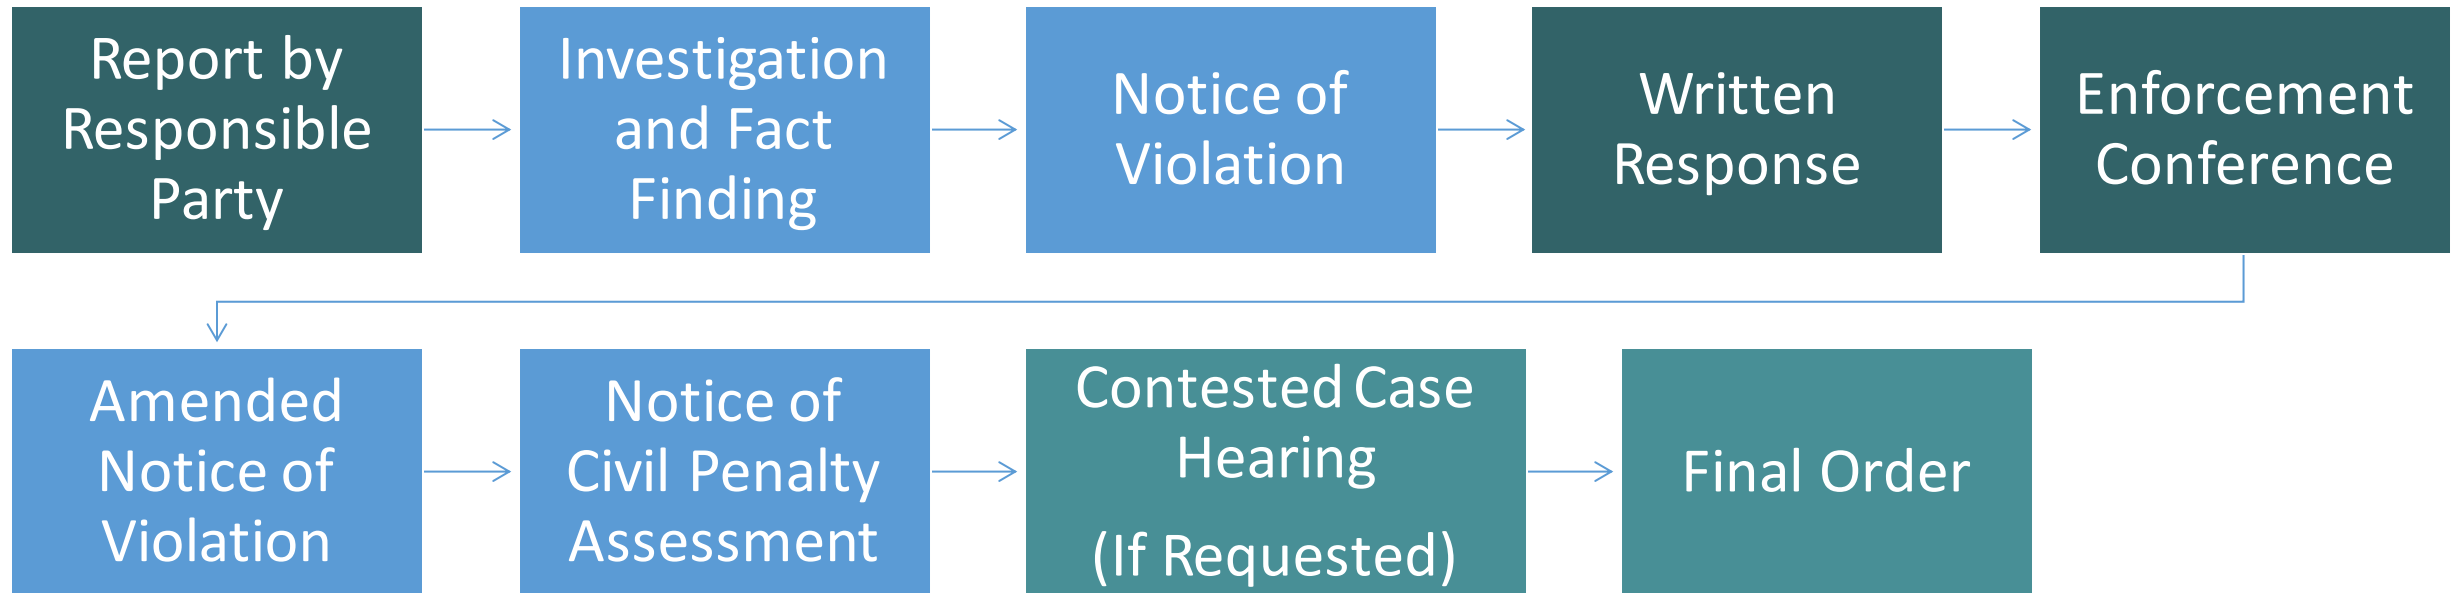 Report by
Responsible
Party
Investigation
and Fact
Finding
Notice of
Violation
Written
Response
Enforcement
Conference
Amended
Notice of
Violation
Notice of
Civil Penalty
Assessment
Contested Case
Hearing
(If Requested)
Final Order